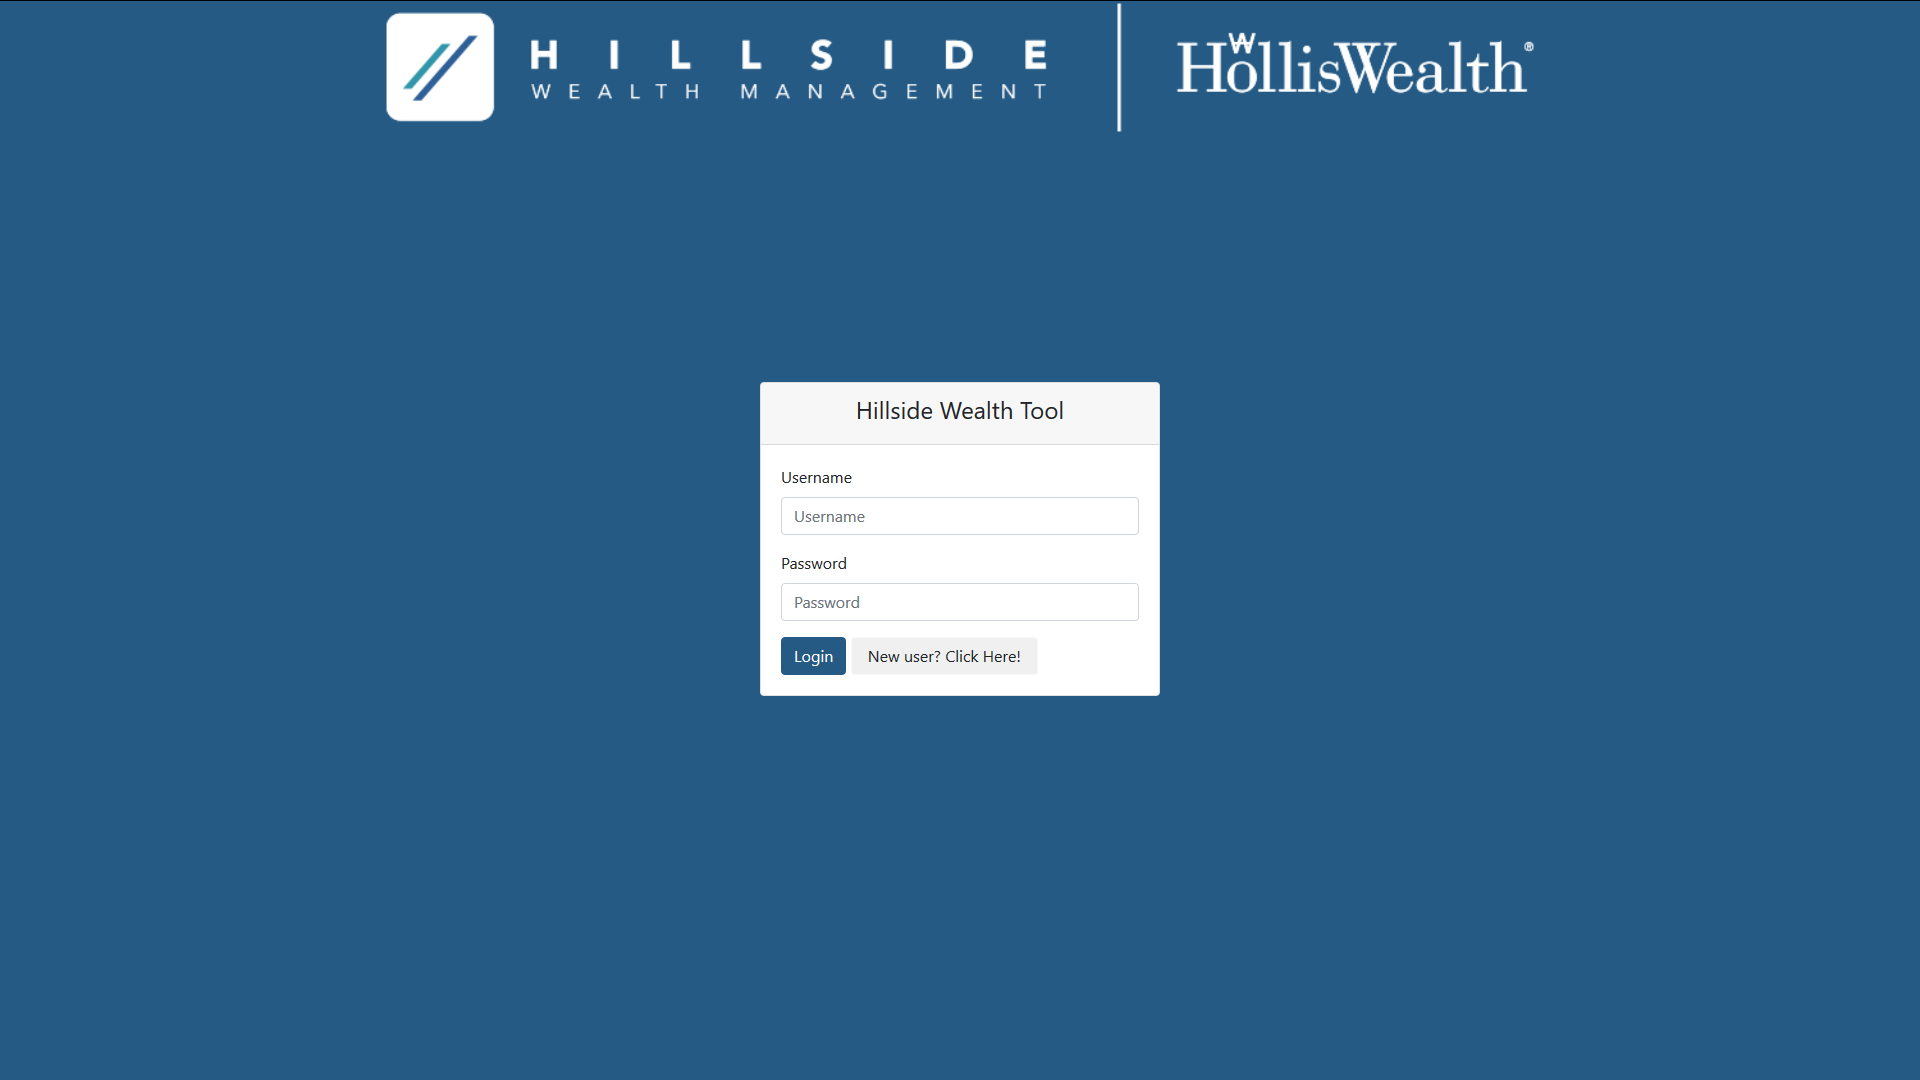 HILLSIDE
WEALTH MANAGEMENT
HollisWealth®
Hillside Wealth Tool
Username
Username
Password
Password
Login New user? Click Here!